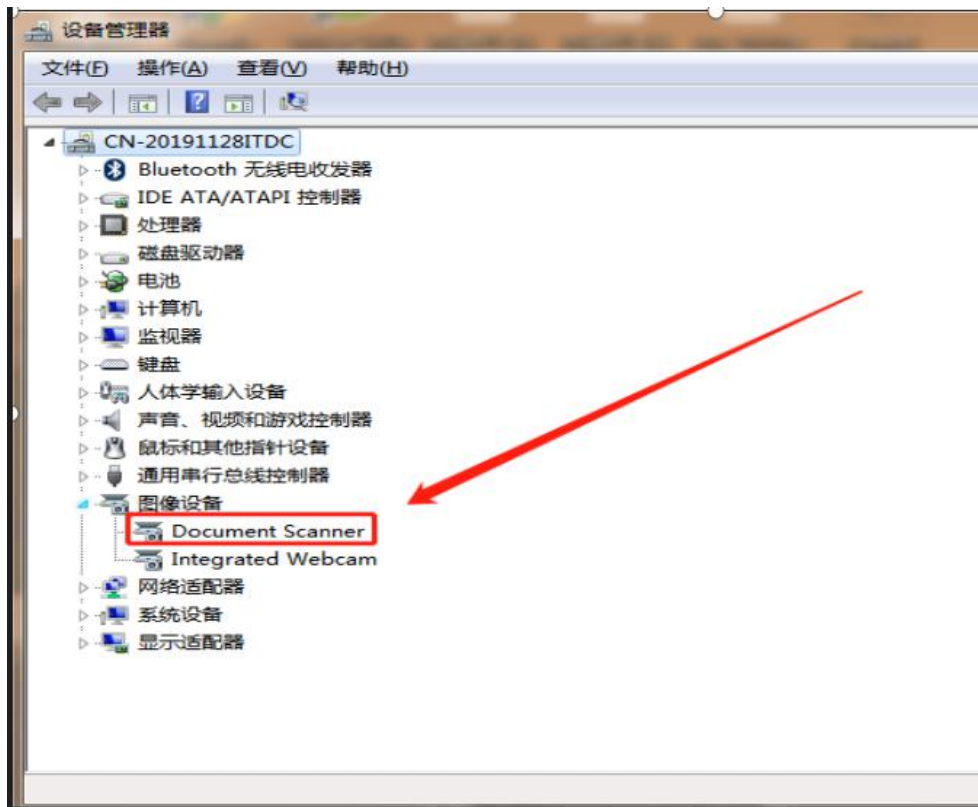 设备管理器
文件(F) 操作(A) 查看(V) 帮助(H)
CN-20191128ITDC
Bluetooth 无线电收发器
IDE ATA/ATAPI 控制器
处理器
磁盘驱动器
电池
计算机
监视器
键盘
人体学输入设备
声音、视频和游戏控制器
鼠标和其他指针设备
通用串行总线控制器
图像设备
Document Scanner
Integrated Webcam
网络适配器
系统设备
显示适配器